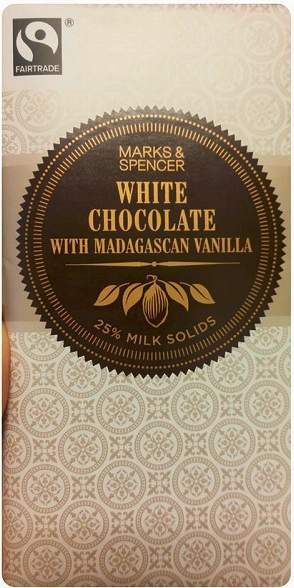 ®
FAIRTRADE
MARKS &
SPENCER
WHITE
CHOCOLATE
WITH MADAGASCAN VANILLA
25% MILK SOLIDS